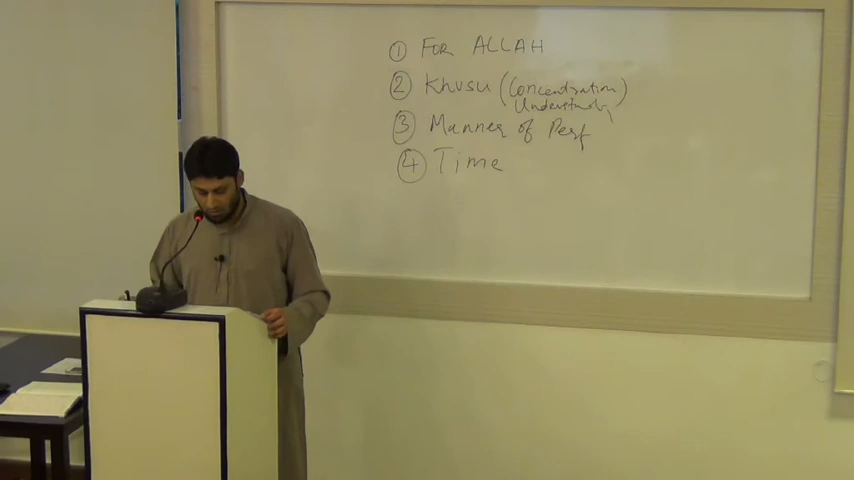 ① FOR ALLAH
② Khusu (Concentration
Understanding)
③ Manner of Perf
④ Time